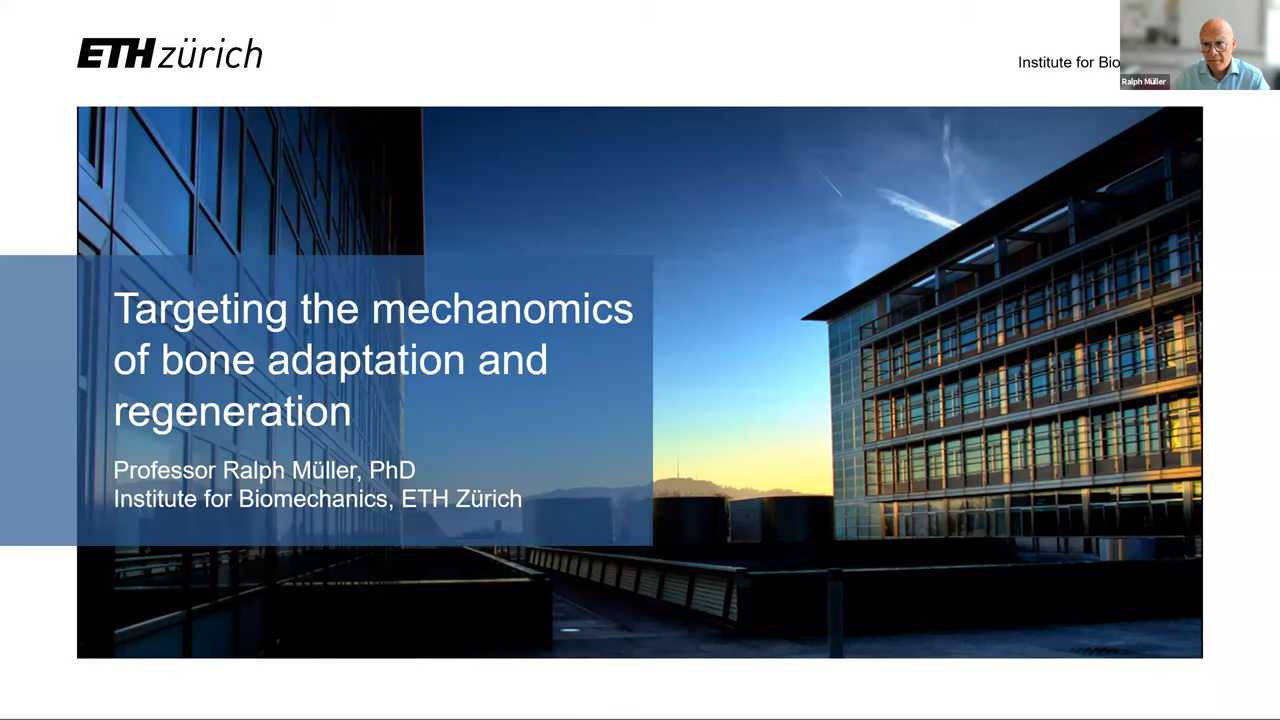 ETH zürich
Institute for Bio
Ralph Müller
Targeting the mechanomics
of bone adaptation and
regeneration
Professor Ralph Müller, PhD
Institute for Biomechanics, ETH Zürich